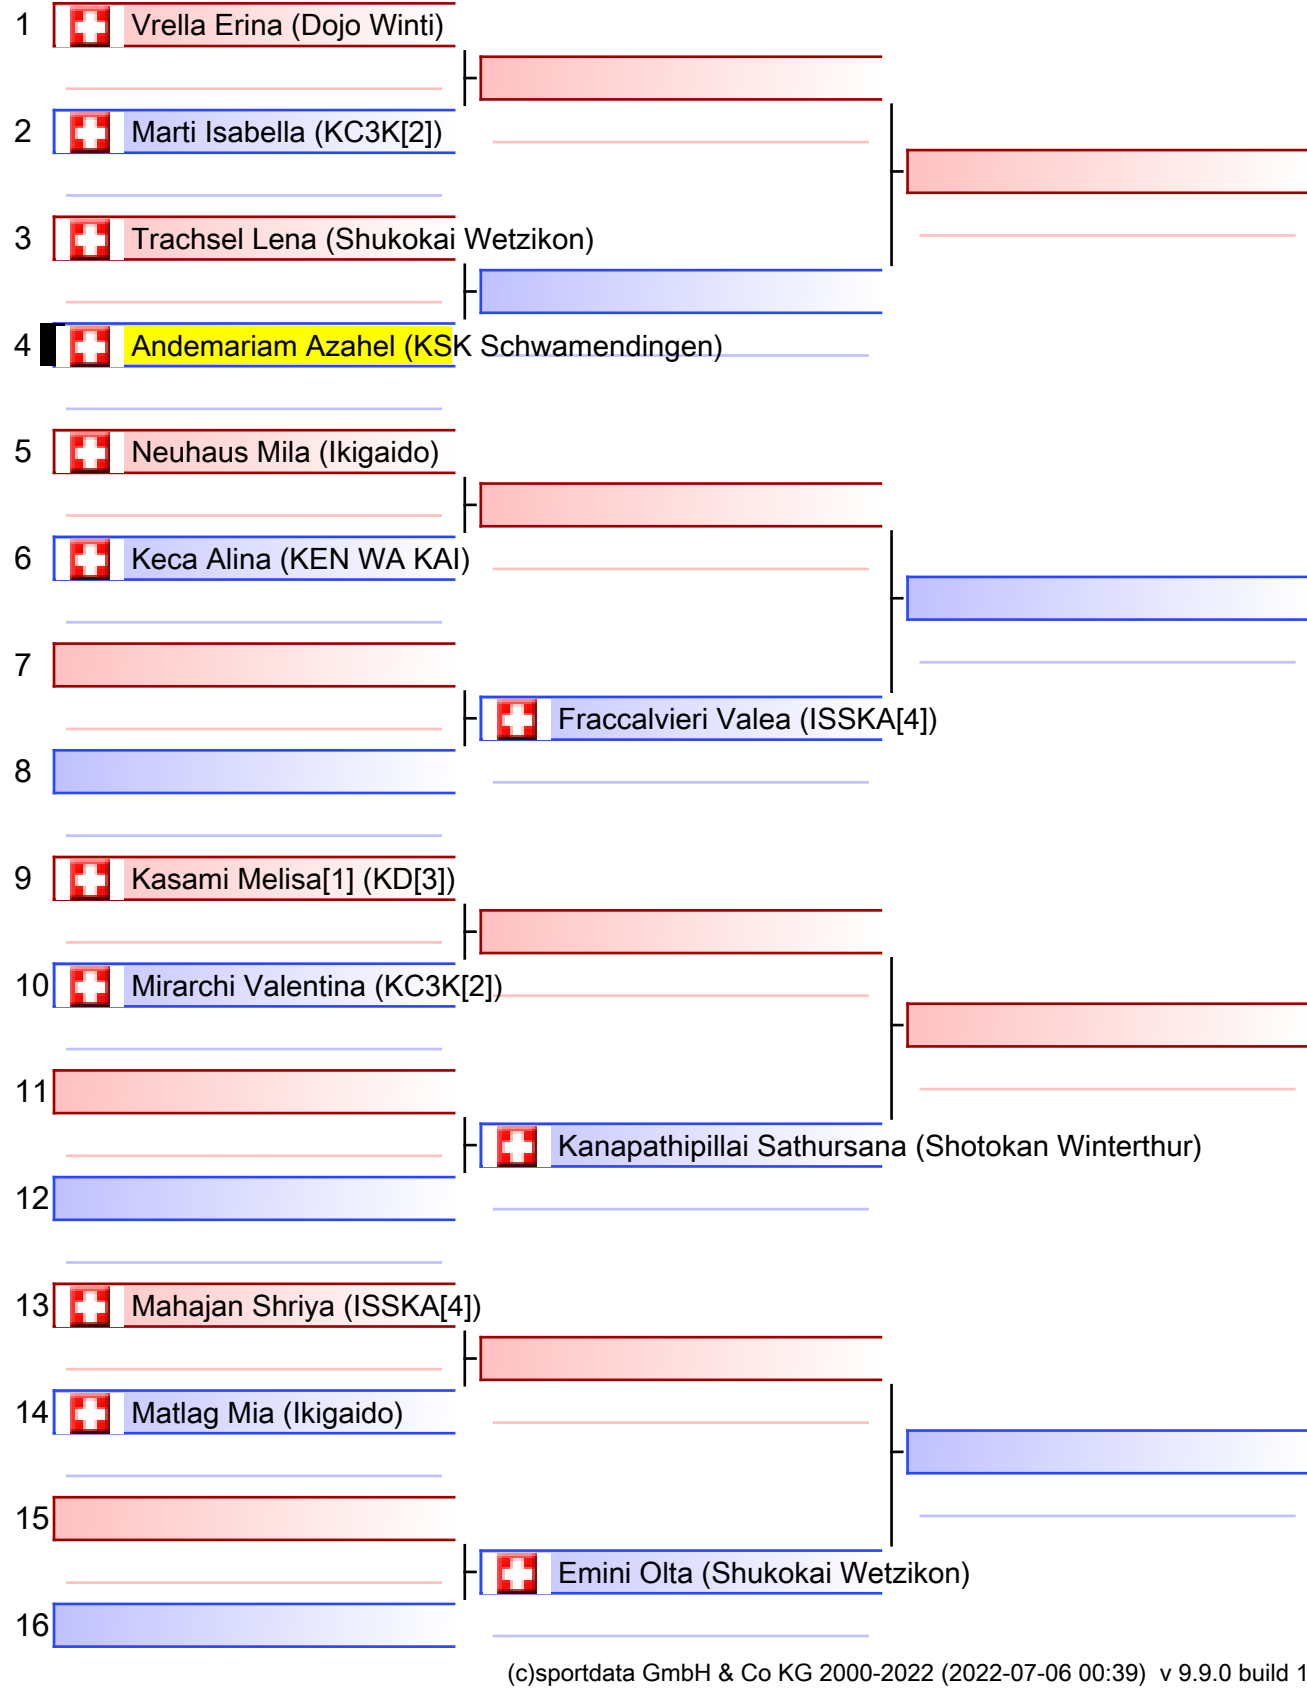 1 Vrella Erina (Dojo Winti)
2 Marti Isabella (KC3K[2])
3 Trachsel Lena (Shukokai Wetzikon)
4 Andemariam Azahel (KSK Schwamendingen)
5 Neuhaus Mila (Ikigaido)
6 Keca Alina (KEN WA KAI)
7
Fraccalvieri Valea (ISSKA[4])
8
9 Kasami Melisa[1] (KD[3])
10 Mirarchi Valentina (KC3K[2])
11
Kanapathipillai Sathursana (Shotokan Winterthur)
12
13 Mahajan Shriya (ISSKA[4])
14 Matlag Mia (Ikigaido)
15
Emini Olta (Shukokai Wetzikon)
16
(c)sportdata GmbH & Co KG 2000-2022 (2022-07-06 00:39) v 9.9.0 build 1